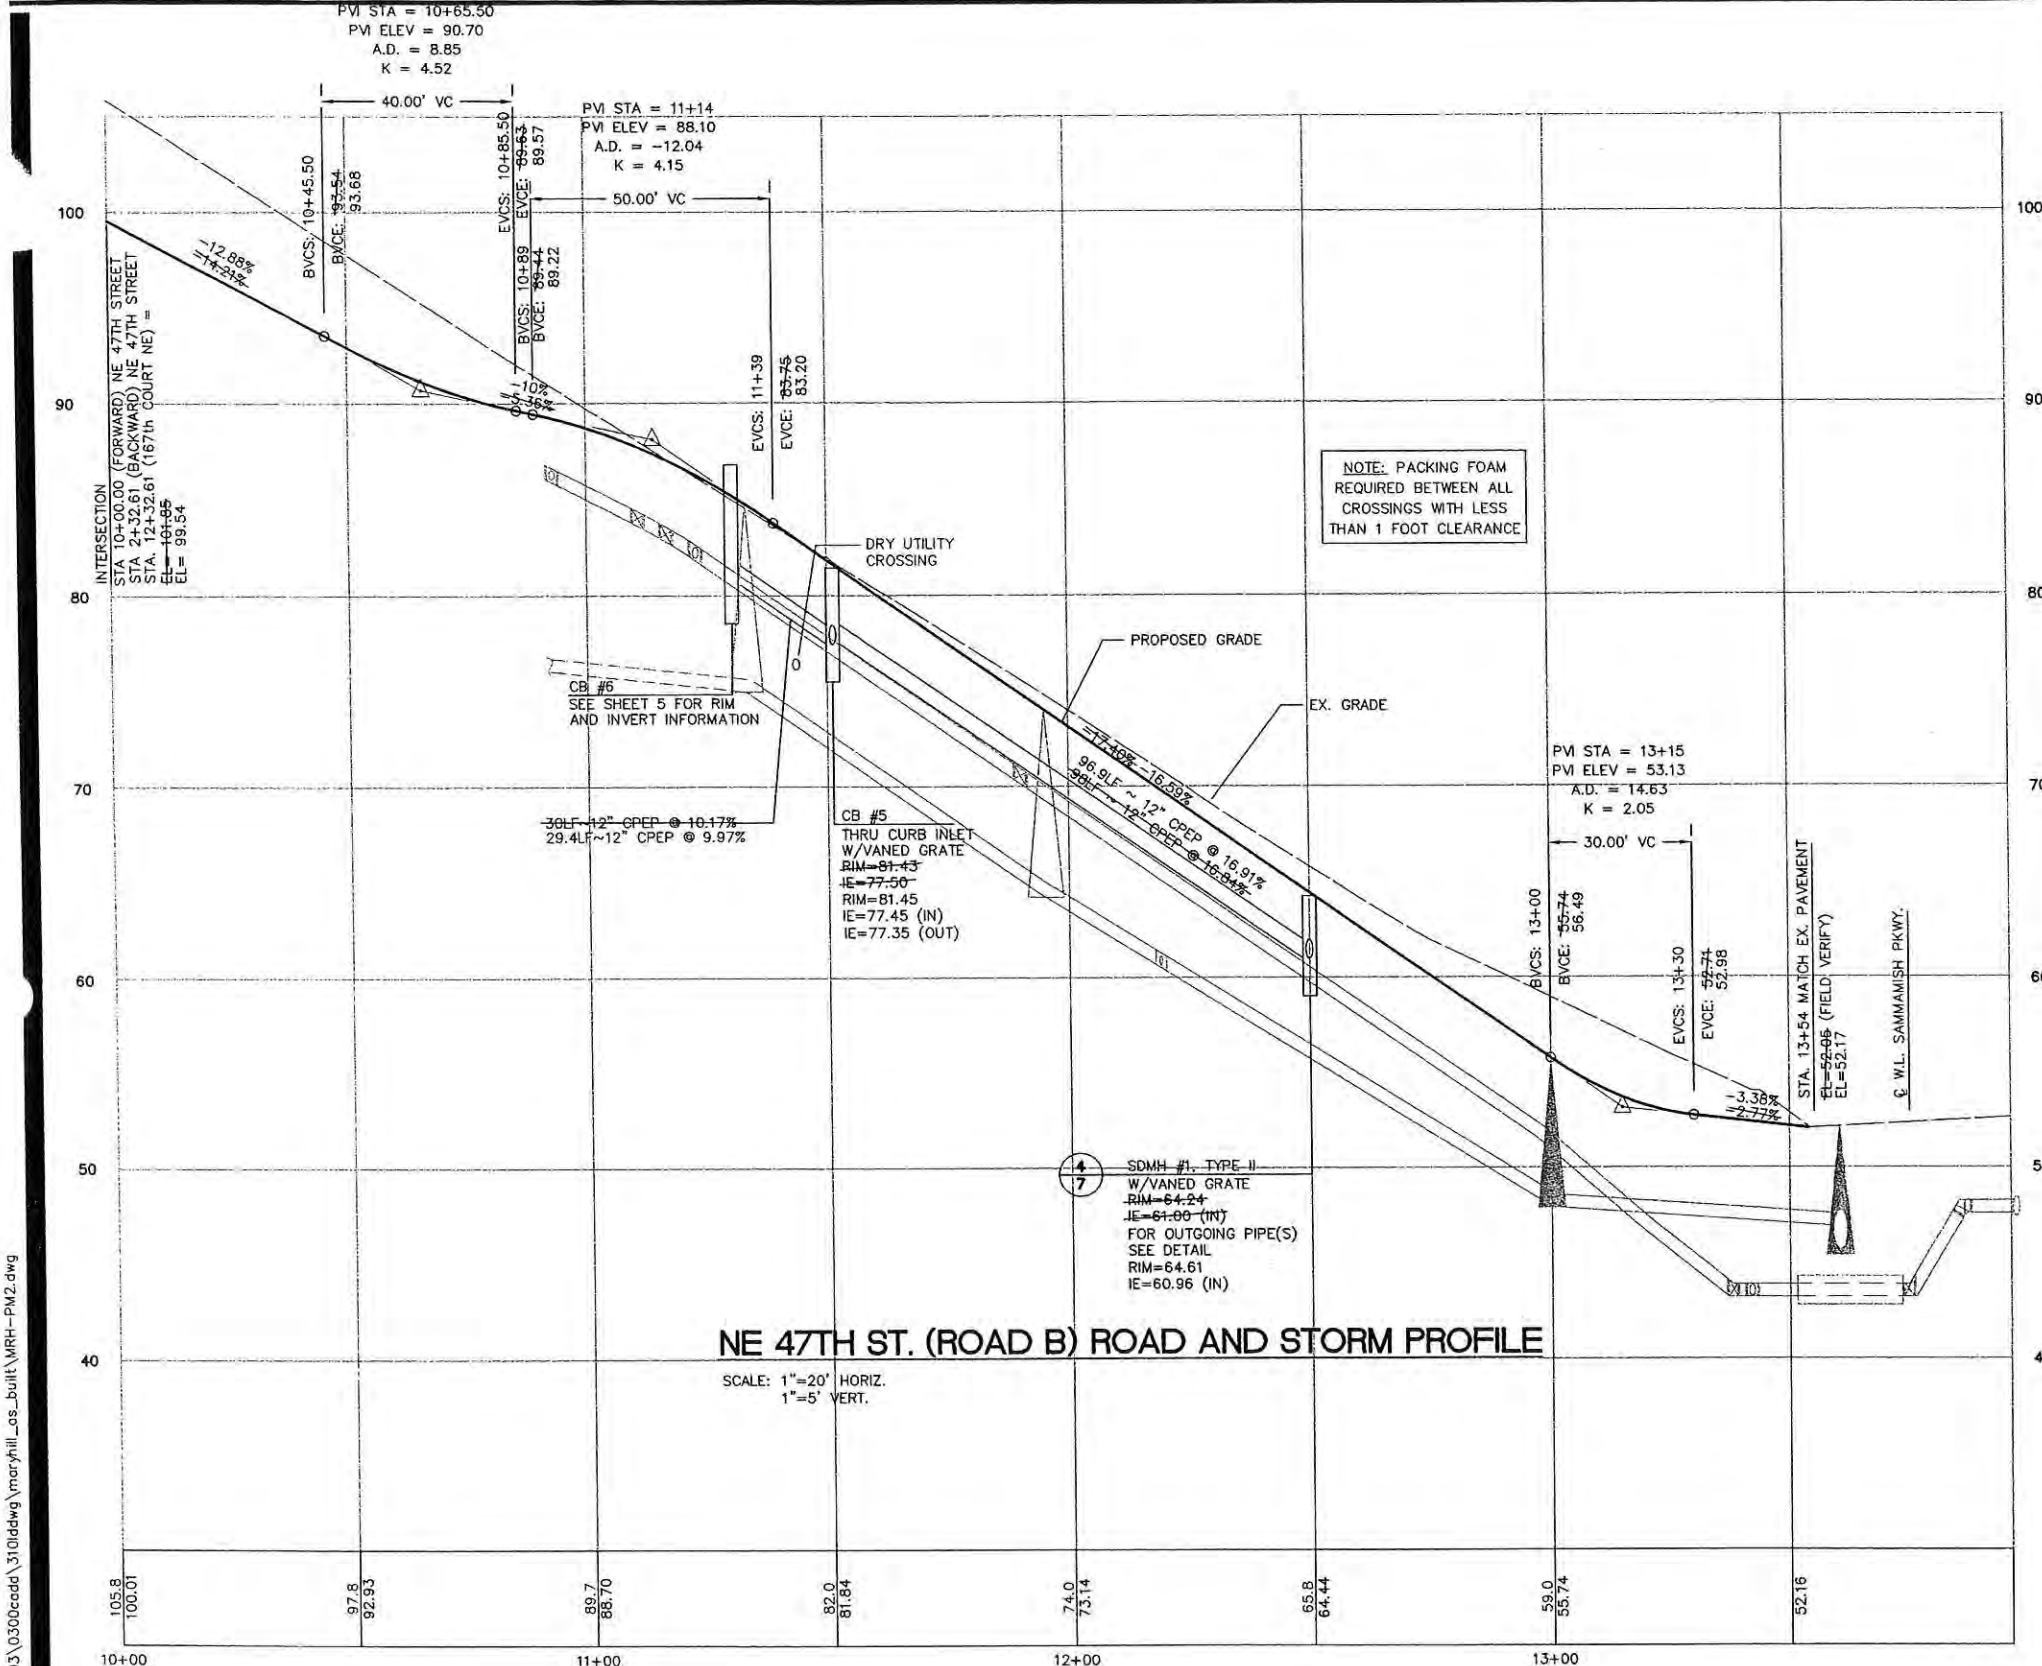 PVI STA = 10+65.50
PVI ELEV = 90.70
A.D. = 8.85
K = 4.52
40.00' VC
BVCS: 10+45.50
BVCE: 93.54
93.68
EVCS: 10+85.50
EVCE: 89.63
89.57
PVI STA = 11+14
PVI ELEV = 88.10
A.D. = -12.04
K = 4.15
50.00' VC
BVCS: 10+89
BVCE: 89.44
89.22
EVCS: 11+39
EVCE: 83.75
83.20
100
90
80
70
60
50
40
100
90
80
-12.88%
-14.21%
-10%
-5.36%
INTERSECTION
STA 10+00.00 (FORWARD) NE 47TH STREET
STA 2+32.61 (BACKWARD) NE 47TH STREET
STA. 12+32.61 (167th COURT NE) =
EL= 101.85
EL= 99.54
NOTE: PACKING FOAM
REQUIRED BETWEEN ALL
CROSSINGS WITH LESS
THAN 1 FOOT CLEARANCE
DRY UTILITY
CROSSING
PROPOSED GRADE
EX. GRADE
CB #6
SEE SHEET 5 FOR RIM
AND INVERT INFORMATION
30LF~12" CPEP @ 10.17%
29.4LF~12" CPEP @ 9.97%
CB #5
THRU CURB INLET
W/VANED GRATE
RIM=81.43
IE=77.50
RIM=81.45
IE=77.45 (IN)
IE=77.35 (OUT)
-17.40% -16.59%
96.9LF ~ 12" CPEP @ 16.91%
98LF ~ 12" CPEP @ 16.84%
PVI STA = 13+15
PVI ELEV = 53.13
A.D. = 14.63
K = 2.05
30.00' VC
BVCS: 13+00
BVCE: 55.74
56.49
EVCS: 13+30
EVCE: 52.71
52.98
-3.38%
-2.77%
STA. 13+54 MATCH EX. PAVEMENT
EL=52.06 (FIELD VERIFY)
EL=52.17
℄ W.L. SAMMAMISH PKWY.
4
7
SDMH #1, TYPE II
W/VANED GRATE
RIM=64.24
IE=61.00 (IN)
FOR OUTGOING PIPE(S)
SEE DETAIL
RIM=64.61
IE=60.96 (IN)
NE 47TH ST. (ROAD B) ROAD AND STORM PROFILE
SCALE: 1"=20' HORIZ.
1"=5' VERT.
105.8
100.01
97.8
92.93
89.7
88.70
82.0
81.84
74.0
73.14
65.8
64.44
59.0
55.74
52.16
10+00
11+00
12+00
13+00
03\0300cadd\310lddwg\maryhill_as_built\MRH-PM2.dwg